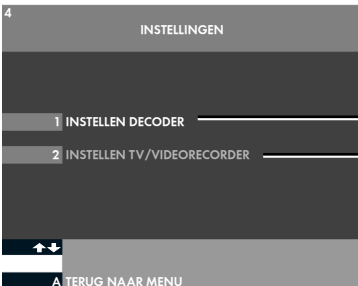 4
INSTELLINGEN
1 INSTELLEN DECODER
2 INSTELLEN TV/VIDEORECORDER
A TERUG NAAR MENU